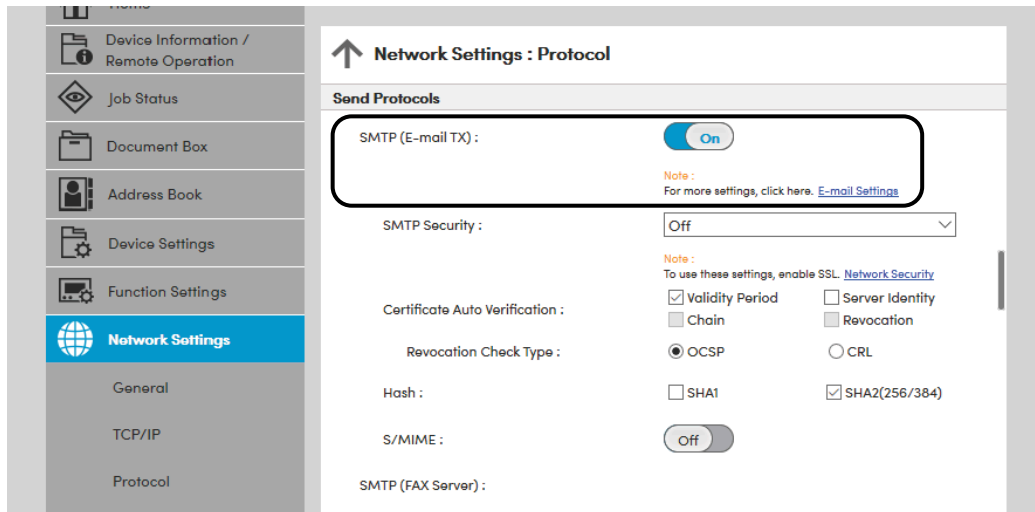 Home
Device Information /
Remote Operation
Job Status
Document Box
Address Book
Device Settings
Function Settings
Network Settings
General
TCP/IP
Protocol
Network Settings : Protocol
Send Protocols
SMTP (E-mail TX) :
On
Note :
For more settings, click here. E-mail Settings
SMTP Security :
Off
Note :
To use these settings, enable SSL. Network Security
Certificate Auto Verification :
Validity Period
Server Identity
Chain
Revocation
Revocation Check Type :
OCSP
CRL
Hash :
SHA1
SHA2(256/384)
S/MIME :
Off
SMTP (FAX Server) :